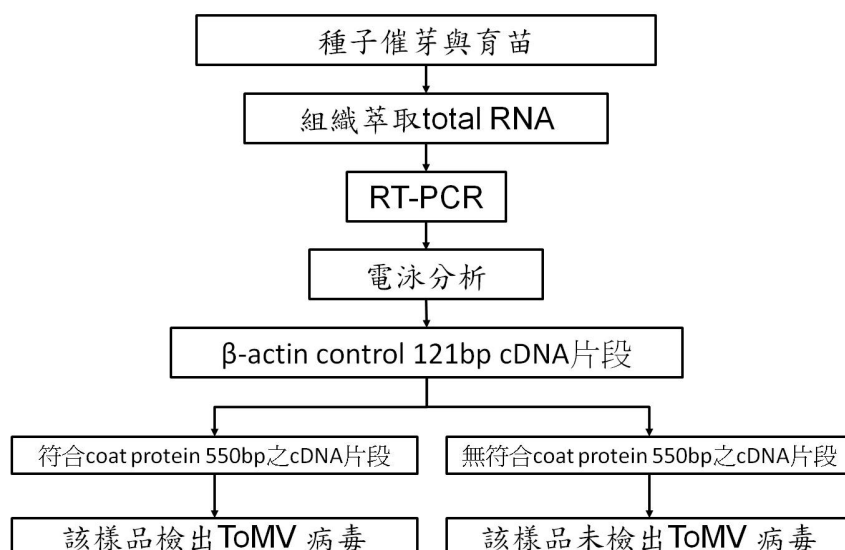 種子催芽與育苗
組織萃取total RNA
RT-PCR
電泳分析
β-actin control 121bp cDNA片段
符合coat protein 550bp之cDNA片段
無符合coat protein 550bp之cDNA片段
該樣品檢出ToMV 病毒
該樣品未檢出ToMV 病毒